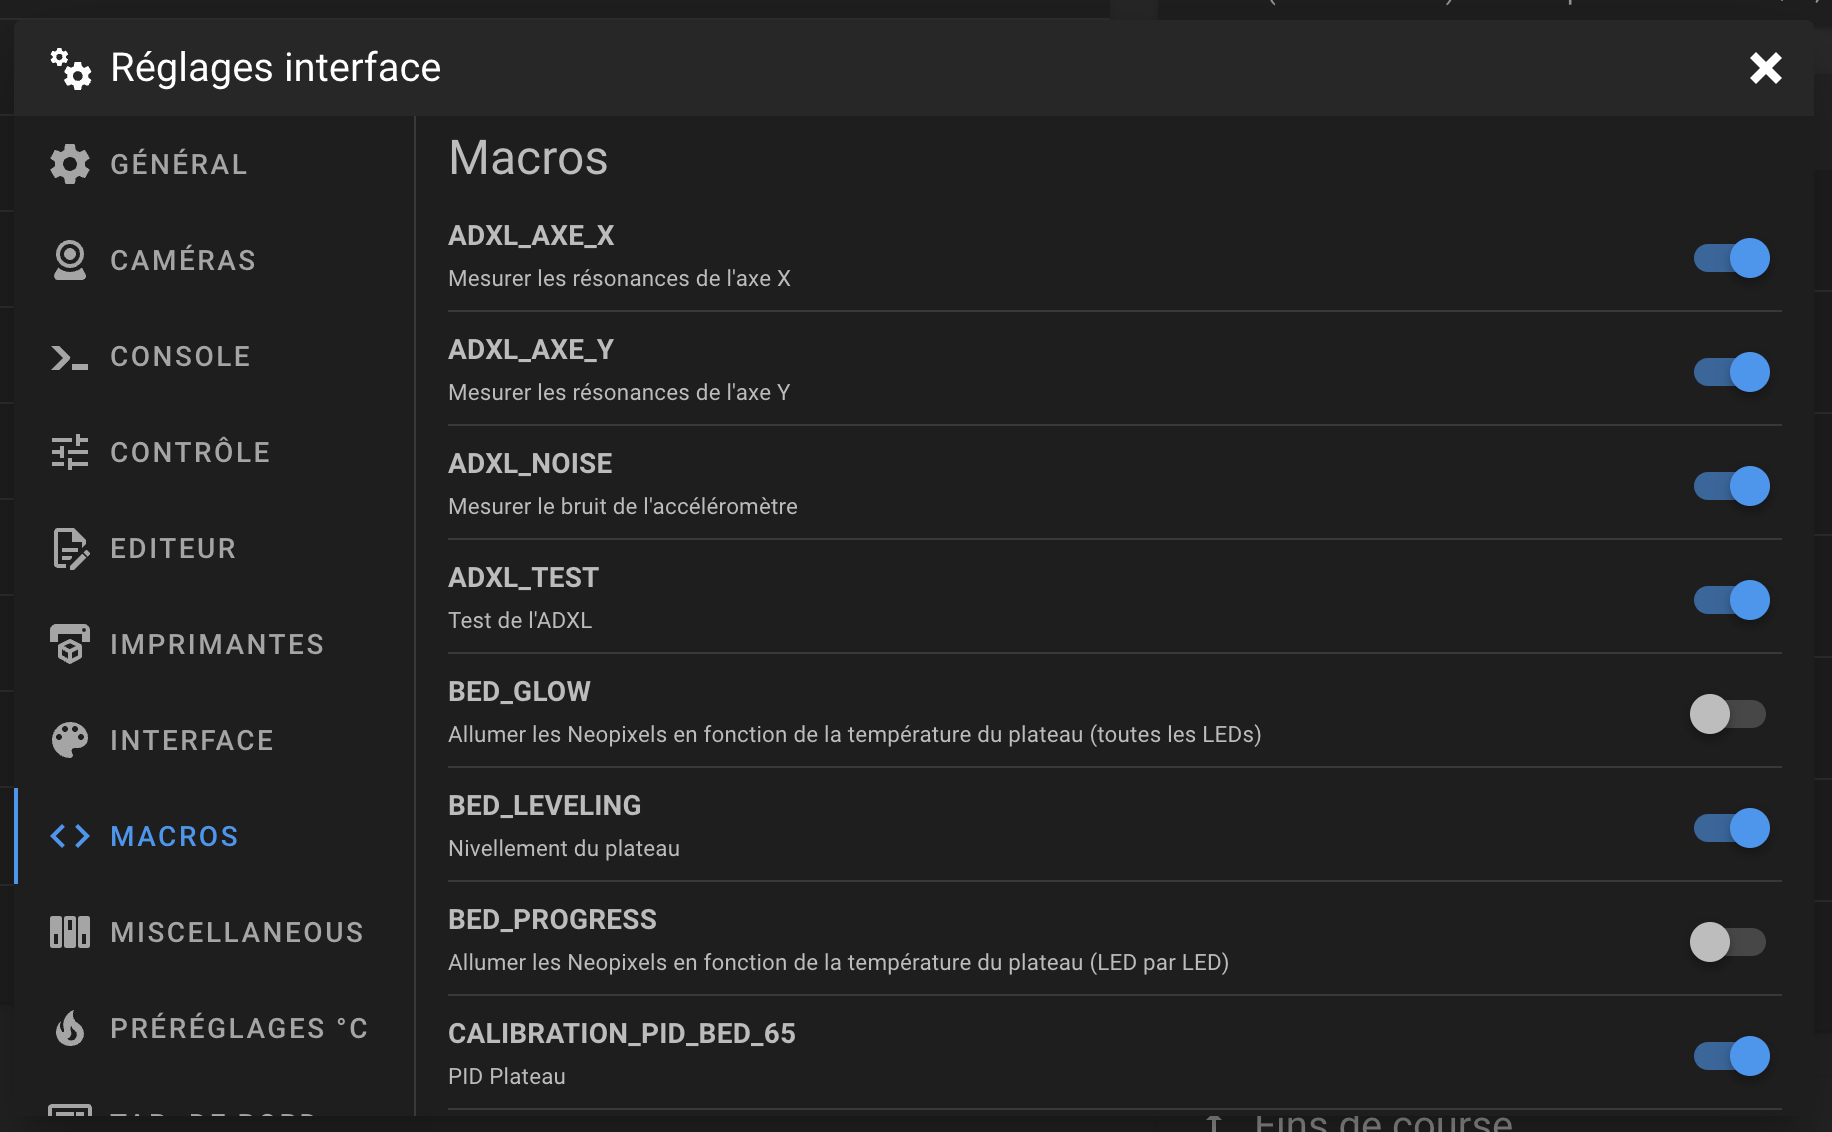 Réglages interface
GÉNÉRAL
CAMÉRAS
CONSOLE
CONTRÔLE
EDITEUR
IMPRIMANTES
INTERFACE
MACROS
MISCELLANEOUS
PRÉRÉGLAGES °C
Macros
ADXL_AXE_X
Mesurer les résonances de l'axe X
ADXL_AXE_Y
Mesurer les résonances de l'axe Y
ADXL_NOISE
Mesurer le bruit de l'accéléromètre
ADXL_TEST
Test de l'ADXL
BED_GLOW
Allumer les Neopixels en fonction de la température du plateau (toutes les LEDs)
BED_LEVELING
Nivellement du plateau
BED_PROGRESS
Allumer les Neopixels en fonction de la température du plateau (LED par LED)
CALIBRATION_PID_BED_65
PID Plateau
Fins de course